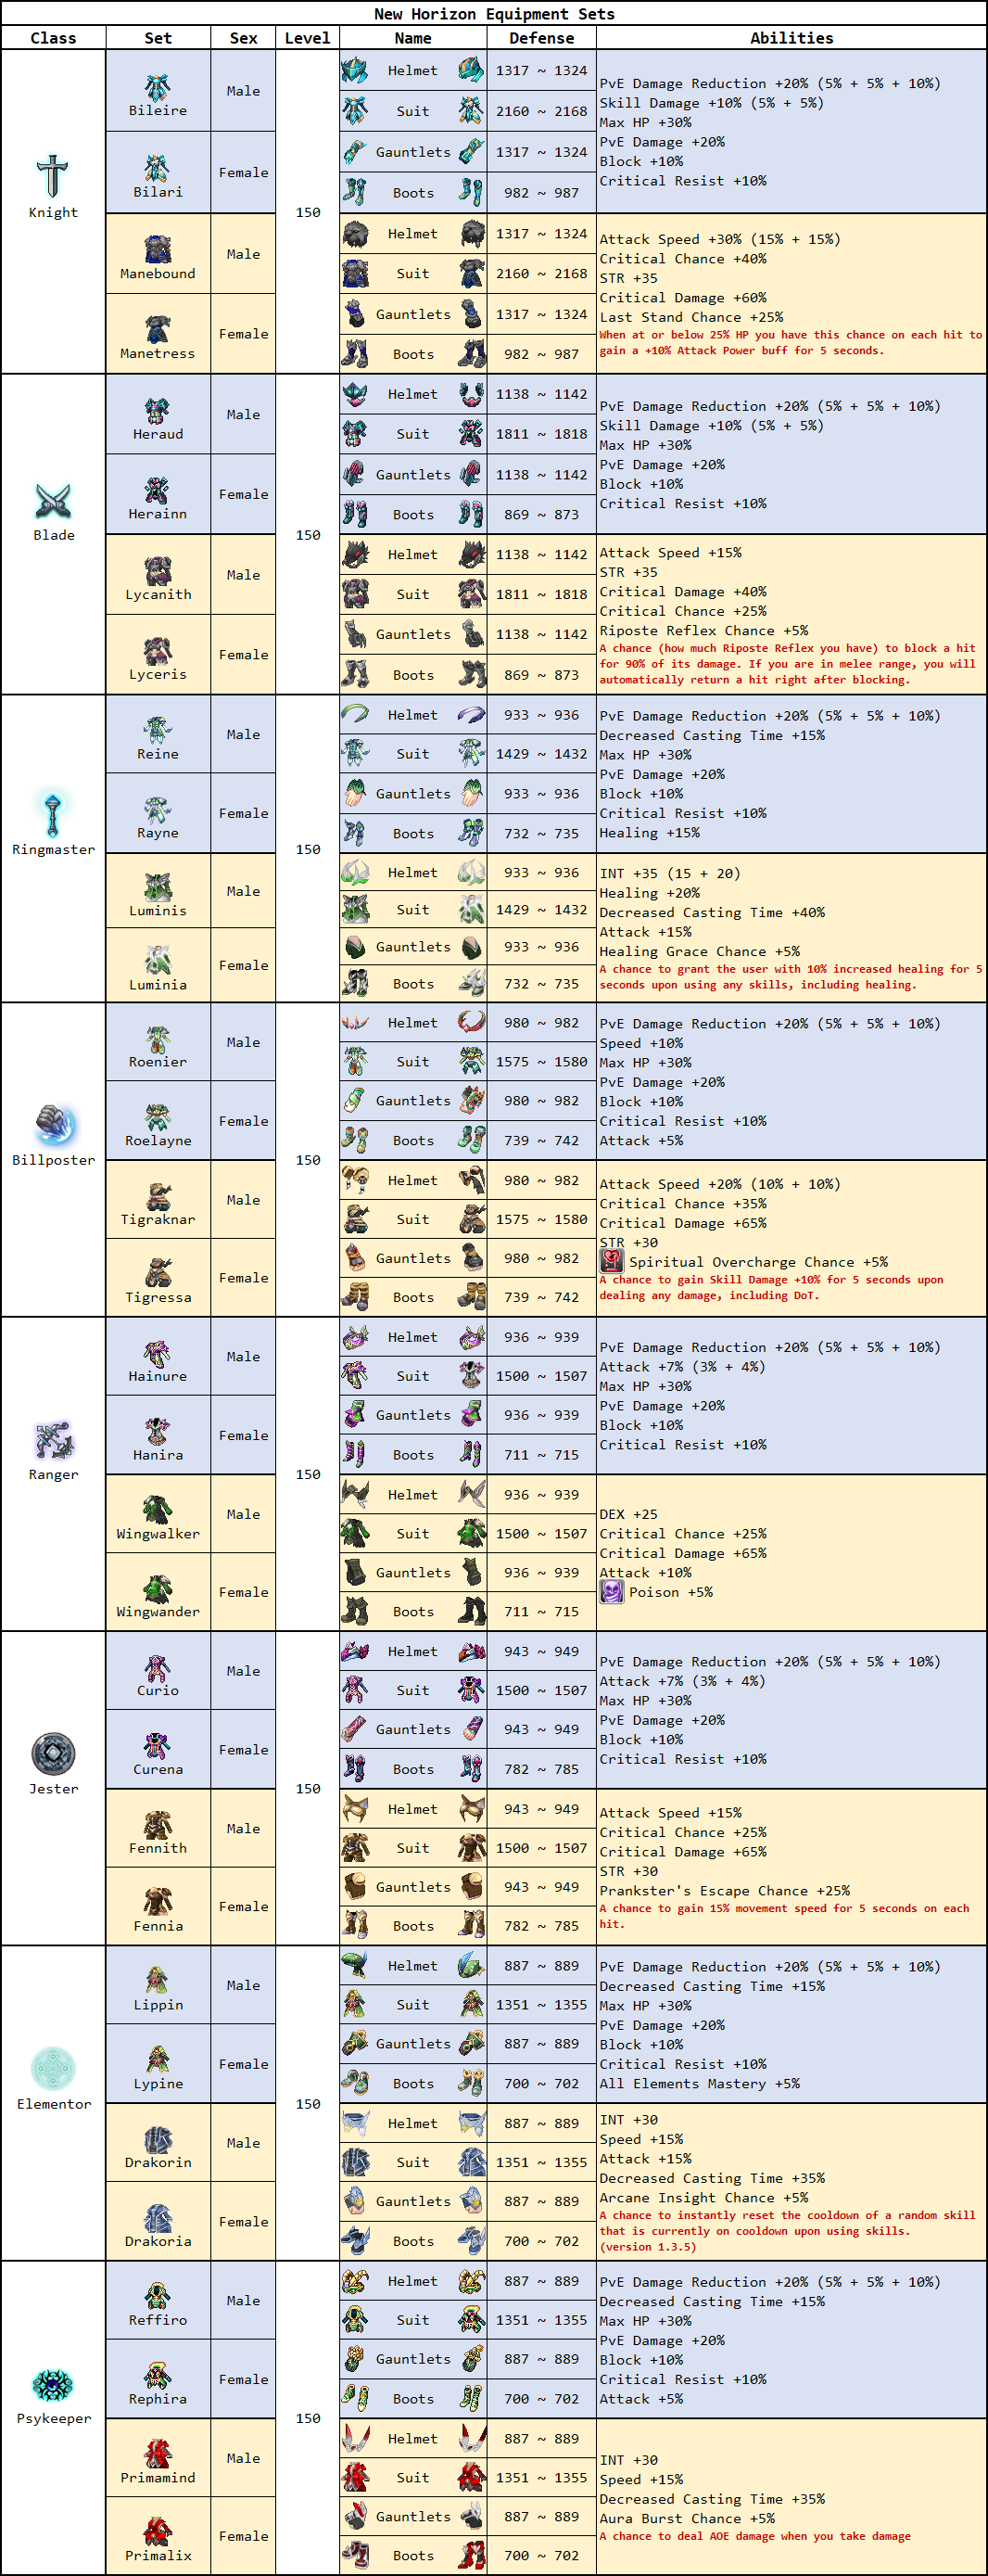 New Horizon Equipment Sets
Class Set Sex Level Name Defense Abilities
Knight
150
Bileire Male
Bilari Female
Helmet 1317 ~ 1324
Suit 2160 ~ 2168
Gauntlets 1317 ~ 1324
Boots 982 ~ 987
PvE Damage Reduction +20% (5% + 5% + 10%)
Skill Damage +10% (5% + 5%)
Max HP +30%
PvE Damage +20%
Block +10%
Critical Resist +10%
Manebound Male
Manetress Female
Helmet 1317 ~ 1324
Suit 2160 ~ 2168
Gauntlets 1317 ~ 1324
Boots 982 ~ 987
Attack Speed +30% (15% + 15%)
Critical Chance +40%
STR +35
Critical Damage +60%
Last Stand Chance +25%
When at or below 25% HP you have this chance on each hit to
gain a +10% Attack Power buff for 5 seconds.
Blade
150
Heraud Male
Herainn Female
Helmet 1138 ~ 1142
Suit 1811 ~ 1818
Gauntlets 1138 ~ 1142
Boots 869 ~ 873
PvE Damage Reduction +20% (5% + 5% + 10%)
Skill Damage +10% (5% + 5%)
Max HP +30%
PvE Damage +20%
Block +10%
Critical Resist +10%
Lycanith Male
Lyceris Female
Helmet 1138 ~ 1142
Suit 1811 ~ 1818
Gauntlets 1138 ~ 1142
Boots 869 ~ 873
Attack Speed +15%
STR +35
Critical Damage +40%
Critical Chance +25%
Riposte Reflex Chance +5%
A chance (how much Riposte Reflex you have) to block a hit
for 90% of its damage. If you are in melee range, you will
automatically return a hit right after blocking.
Ringmaster
150
Reine Male
Rayne Female
Helmet 933 ~ 936
Suit 1429 ~ 1432
Gauntlets 933 ~ 936
Boots 732 ~ 735
PvE Damage Reduction +20% (5% + 5% + 10%)
Decreased Casting Time +15%
Max HP +30%
PvE Damage +20%
Block +10%
Critical Resist +10%
Healing +15%
Luminis Male
Luminia Female
Helmet 933 ~ 936
Suit 1429 ~ 1432
Gauntlets 933 ~ 936
Boots 732 ~ 735
INT +35 (15 + 20)
Healing +20%
Decreased Casting Time +40%
Attack +15%
Healing Grace Chance +5%
A chance to grant the user with 10% increased healing for 5
seconds upon using any skills, including healing.
Billposter
150
Roenier Male
Roelayne Female
Helmet 980 ~ 982
Suit 1575 ~ 1580
Gauntlets 980 ~ 982
Boots 739 ~ 742
PvE Damage Reduction +20% (5% + 5% + 10%)
Speed +10%
Max HP +30%
PvE Damage +20%
Block +10%
Critical Resist +10%
Attack +5%
Tigraknar Male
Tigressa Female
Helmet 980 ~ 982
Suit 1575 ~ 1580
Gauntlets 980 ~ 982
Boots 739 ~ 742
Attack Speed +20% (10% + 10%)
Critical Chance +35%
Critical Damage +65%
STR +30
Spiritual Overcharge Chance +5%
A chance to gain Skill Damage +10% for 5 seconds upon
dealing any damage, including DoT.
Ranger
150
Hainure Male
Hanira Female
Helmet 936 ~ 939
Suit 1500 ~ 1507
Gauntlets 936 ~ 939
Boots 711 ~ 715
PvE Damage Reduction +20% (5% + 5% + 10%)
Attack +7% (3% + 4%)
Max HP +30%
PvE Damage +20%
Block +10%
Critical Resist +10%
Wingwalker Male
Wingwander Female
Helmet 936 ~ 939
Suit 1500 ~ 1507
Gauntlets 936 ~ 939
Boots 711 ~ 715
DEX +25
Critical Chance +25%
Critical Damage +65%
Attack +10%
Poison +5%
Jester
150
Curio Male
Curena Female
Helmet 943 ~ 949
Suit 1500 ~ 1507
Gauntlets 943 ~ 949
Boots 782 ~ 785
PvE Damage Reduction +20% (5% + 5% + 10%)
Attack +7% (3% + 4%)
Max HP +30%
PvE Damage +20%
Block +10%
Critical Resist +10%
Fennith Male
Fennia Female
Helmet 943 ~ 949
Suit 1500 ~ 1507
Gauntlets 943 ~ 949
Boots 782 ~ 785
Attack Speed +15%
Critical Chance +25%
Critical Damage +65%
STR +30
Prankster's Escape Chance +25%
A chance to gain 15% movement speed for 5 seconds on each
hit.
Elementor
150
Lippin Male
Lypine Female
Helmet 887 ~ 889
Suit 1351 ~ 1355
Gauntlets 887 ~ 889
Boots 700 ~ 702
PvE Damage Reduction +20% (5% + 5% + 10%)
Decreased Casting Time +15%
Max HP +30%
PvE Damage +20%
Block +10%
Critical Resist +10%
All Elements Mastery +5%
Drakorin Male
Drakoria Female
Helmet 887 ~ 889
Suit 1351 ~ 1355
Gauntlets 887 ~ 889
Boots 700 ~ 702
INT +30
Speed +15%
Attack +15%
Decreased Casting Time +35%
Arcane Insight Chance +5%
A chance to instantly reset the cooldown of a random skill
that is currently on cooldown upon using skills.
(version 1.3.5)
Psykeeper
150
Reffiro Male
Rephira Female
Helmet 887 ~ 889
Suit 1351 ~ 1355
Gauntlets 887 ~ 889
Boots 700 ~ 702
PvE Damage Reduction +20% (5% + 5% + 10%)
Decreased Casting Time +15%
Max HP +30%
PvE Damage +20%
Block +10%
Critical Resist +10%
Attack +5%
Primamind Male
Primalix Female
Helmet 887 ~ 889
Suit 1351 ~ 1355
Gauntlets 887 ~ 889
Boots 700 ~ 702
INT +30
Speed +15%
Decreased Casting Time +35%
Aura Burst Chance +5%
A chance to deal AOE damage when you take damage